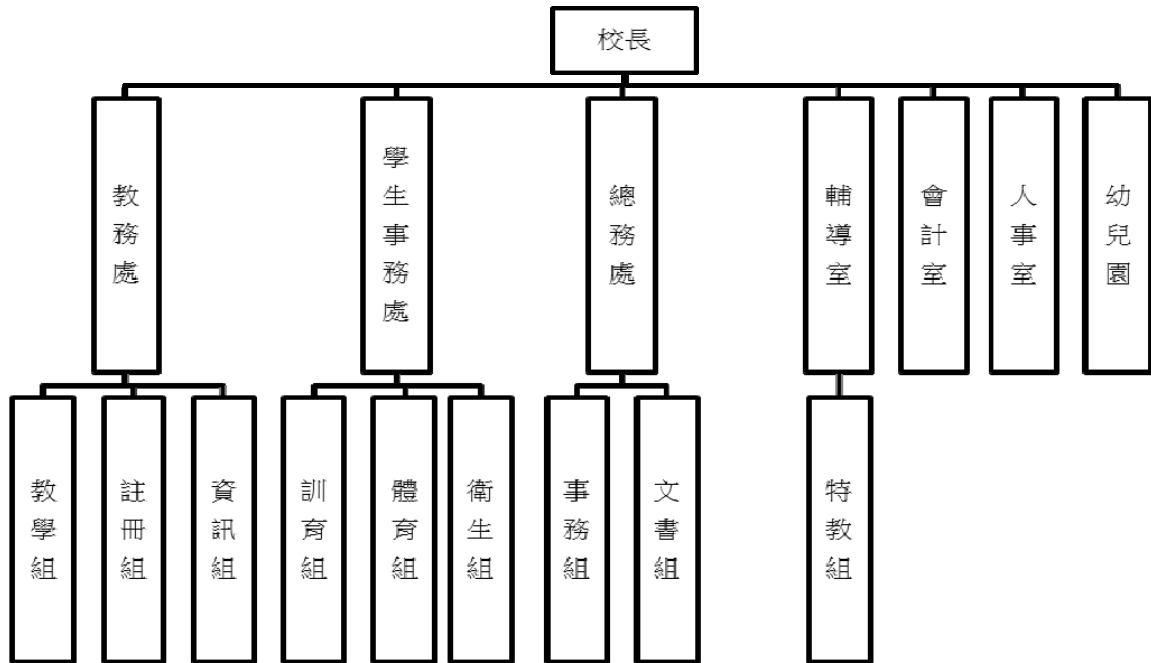 校長
教務處
學生事務處
總務處
輔導室
會計室
人事室
幼兒園
教學組
註冊組
資訊組
訓育組
體育組
衛生組
事務組
文書組
特教組